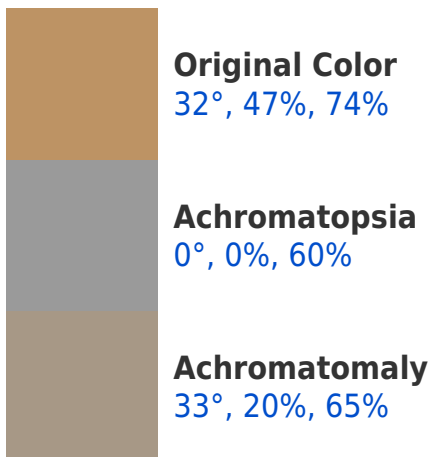 Original Color
32°, 47%, 74%
Achromatopsia
0°, 0%, 60%
Achromatomaly
33°, 20%, 65%